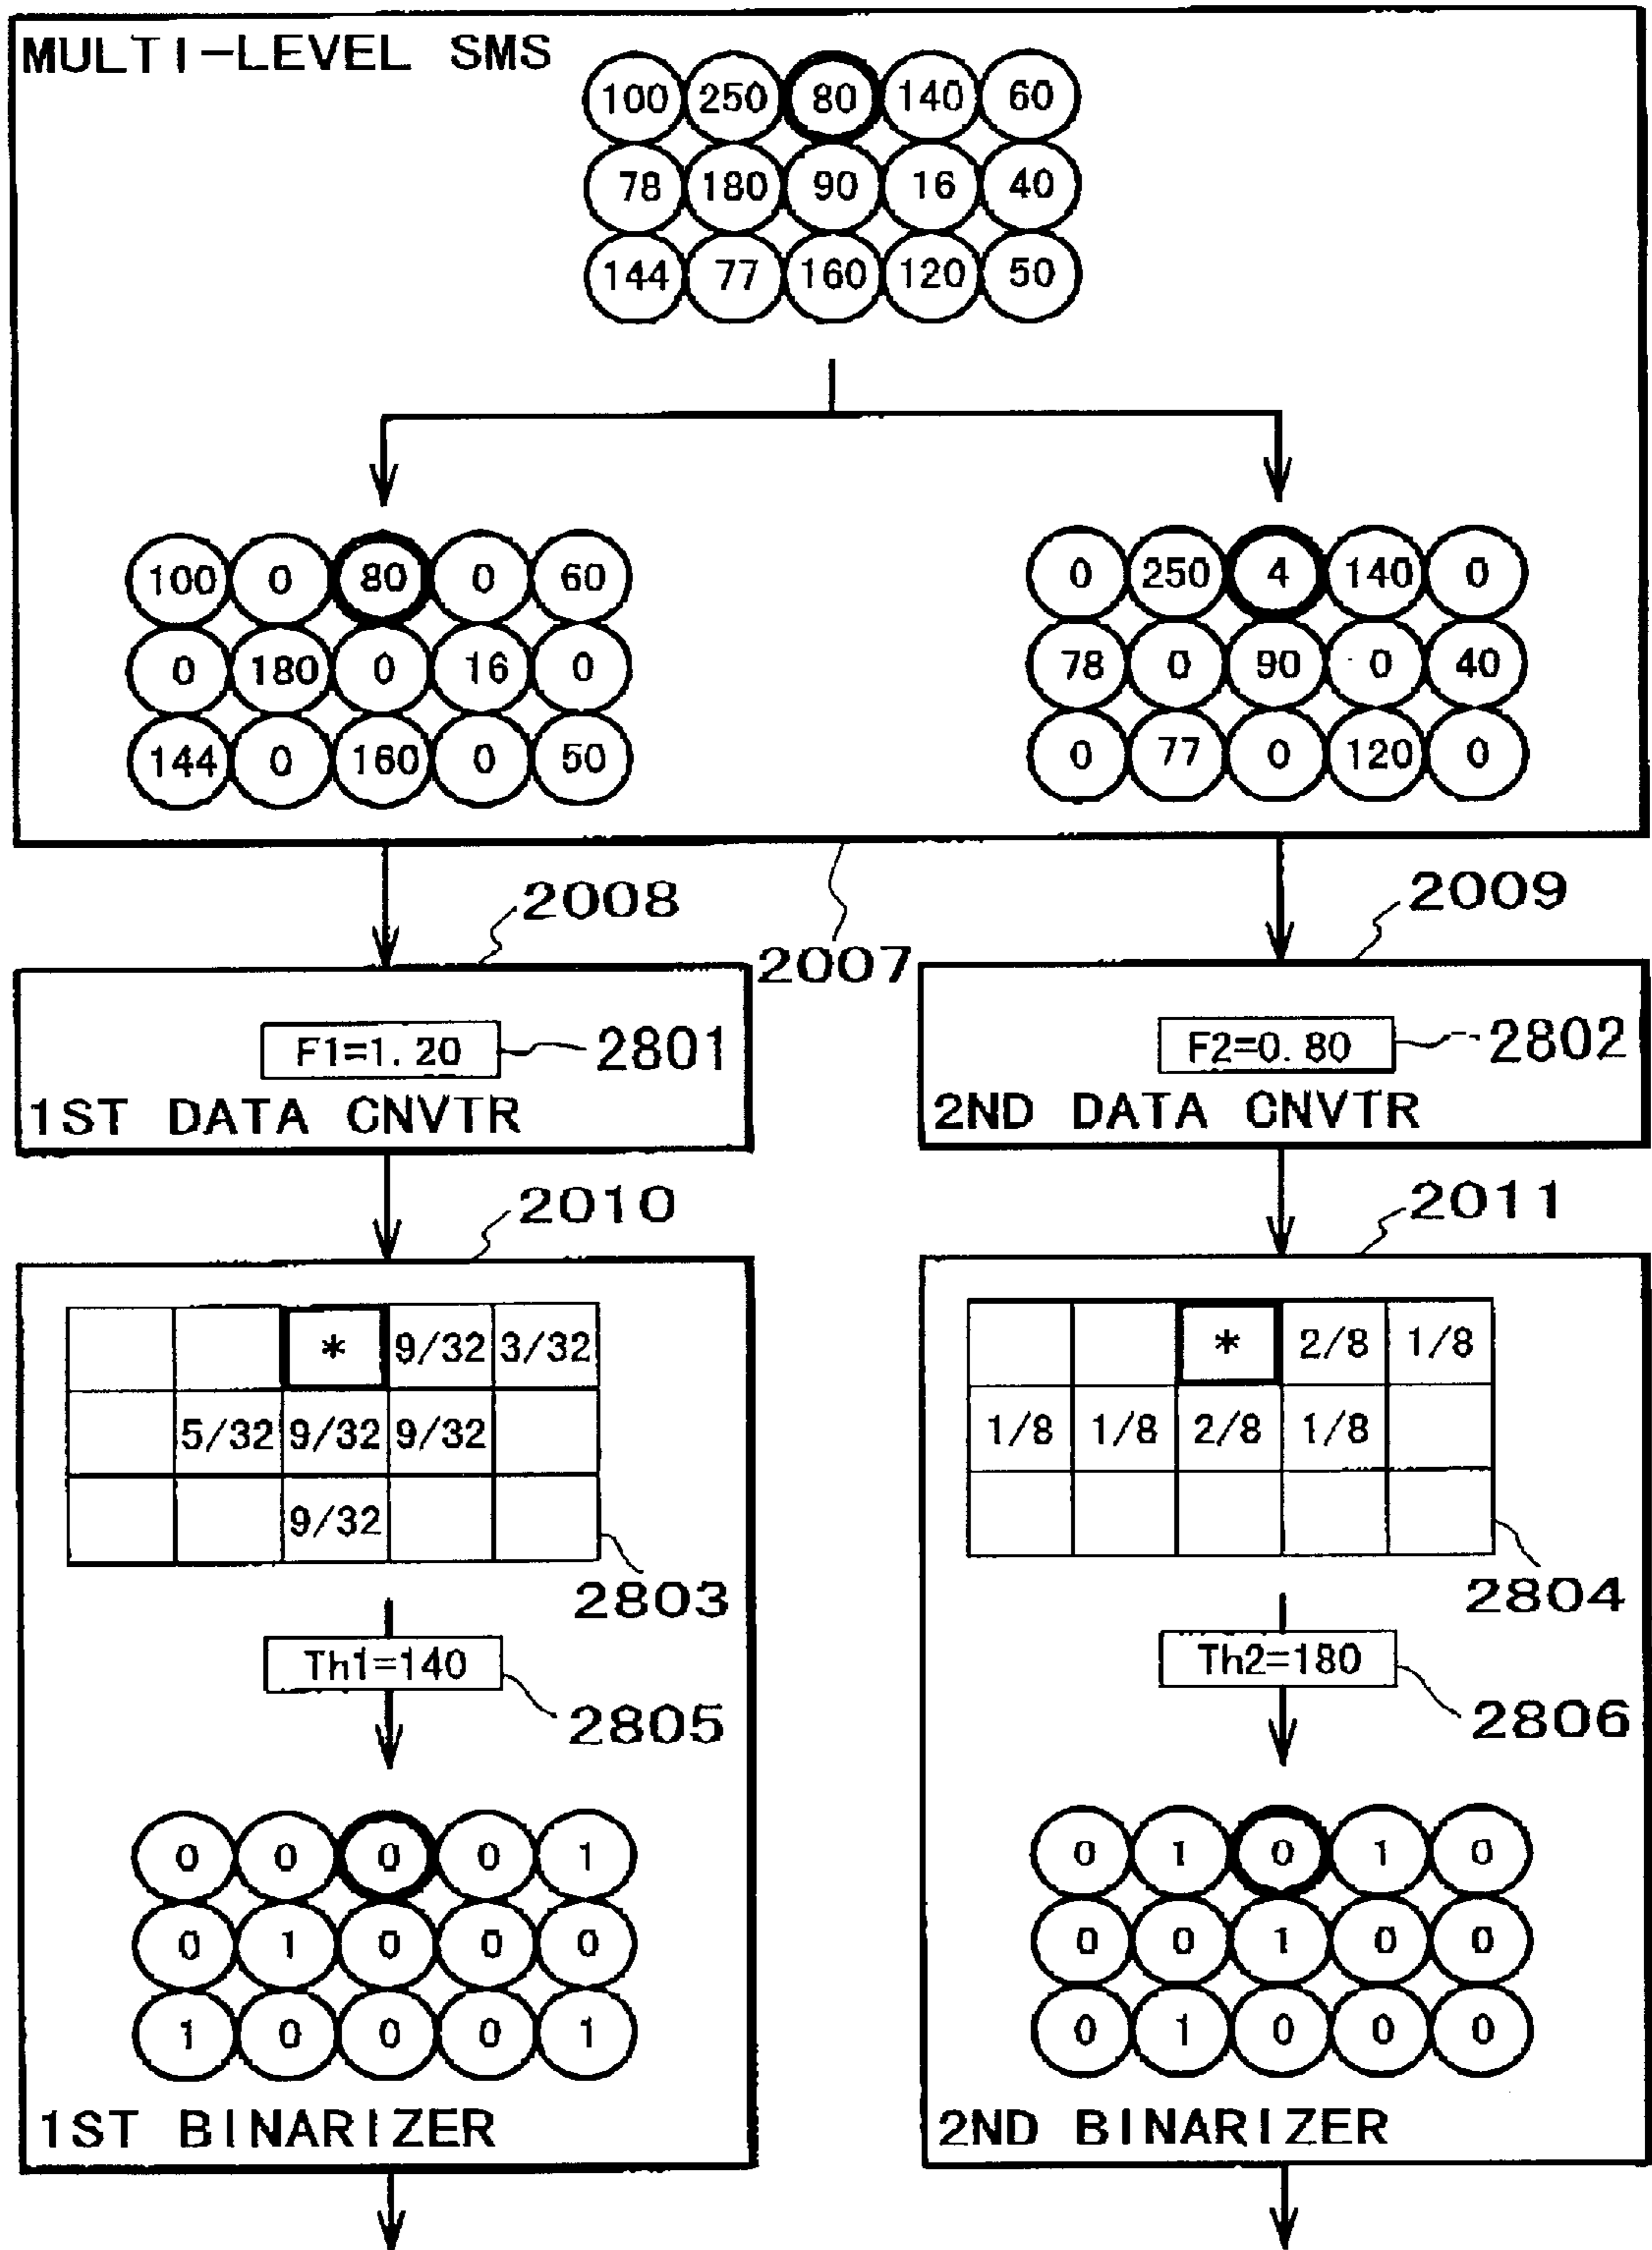 MULTI-LEVEL SMS
100 250 80 140 60
78 180 90 16 40
144 77 160 120 50
100 0 80 0 60
0 180 0 16 0
144 0 160 0 50
0 250 4 140 0
78 0 90 0 40
0 77 0 120 0
2007
2008
F1=1.20
2801
1ST DATA CNVTR
2009
F2=0.80
2802
2ND DATA CNVTR
2010
* 9/32 3/32
5/32 9/32 9/32
9/32
2803
Th1=140
2805
0 0 0 0 1
0 1 0 0 0
1 0 0 0 1
1ST BINARIZER
2011
* 2/8 1/8
1/8 1/8 2/8 1/8
2804
Th2=180
2806
0 1 0 1 0
0 0 1 0 0
0 1 0 0 0
2ND BINARIZER